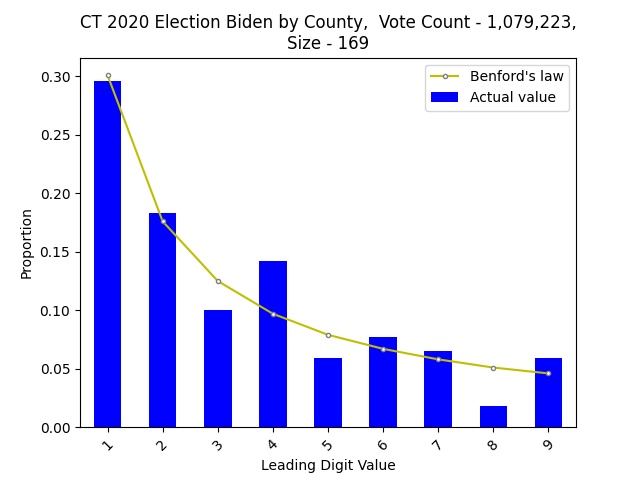 CT 2020 Election Biden by County,  Vote Count - 1,079,223,
Size - 169
Benford's law
Actual value
Proportion
0.30
0.25
0.20
0.15
0.10
0.05
0.00
1
2
3
4
5
6
7
8
9
Leading Digit Value